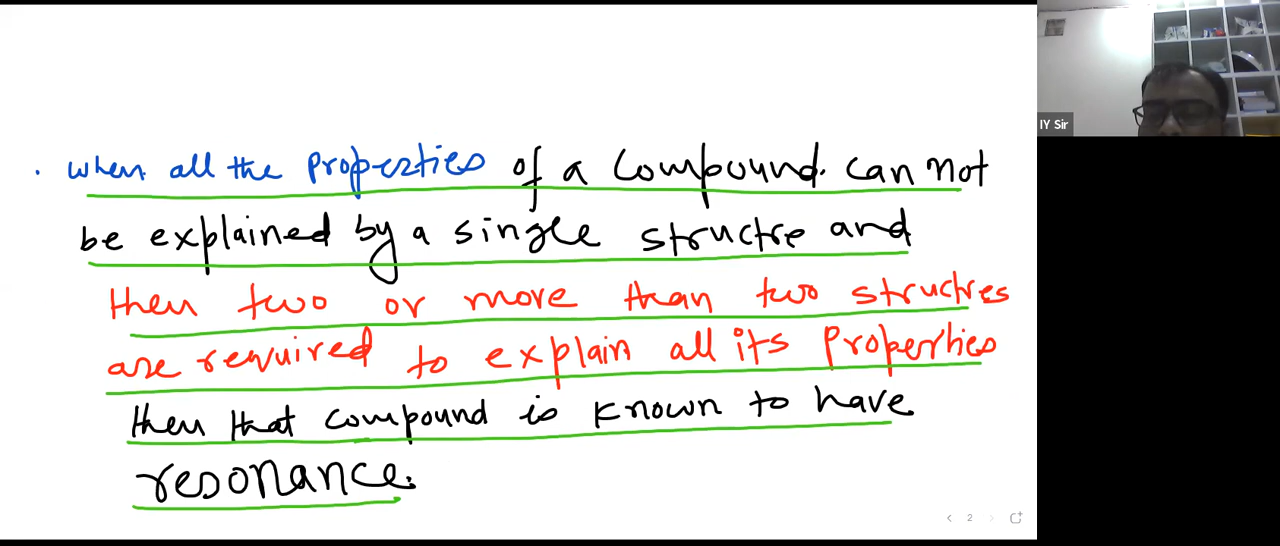 . when all the properties of a compound. can not
be explained by a single structre and
then two or more than two structres
are required to explain all its properties
then that compound is known to have
resonance.
IY Sir
< 2 >